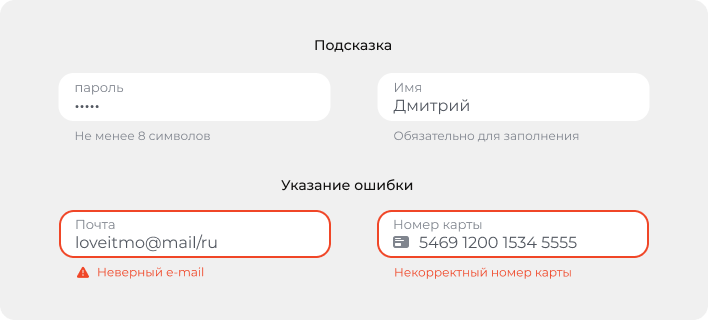 Подсказка
пароль
Имя
•••••
Дмитрий
Не менее 8 символов
Обязательно для заполнения
Указание ошибки
Почта
Номер карты
loveitmo@mail/ru
5469 1200 1534 5555
Неверный e-mail
Некорректный номер карты